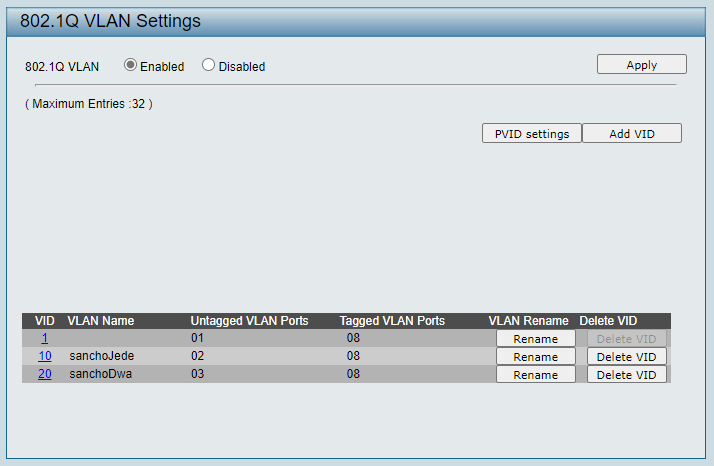 802.1Q VLAN Settings
802.1Q VLAN Enabled Disabled Apply
( Maximum Entries :32 )
PVID settings Add VID
VID VLAN Name Untagged VLAN Ports Tagged VLAN Ports VLAN Rename Delete VID
1 01 08 Rename Delete VID
10 sanchoJede 02 08 Rename Delete VID
20 sanchoDwa 03 08 Rename Delete VID